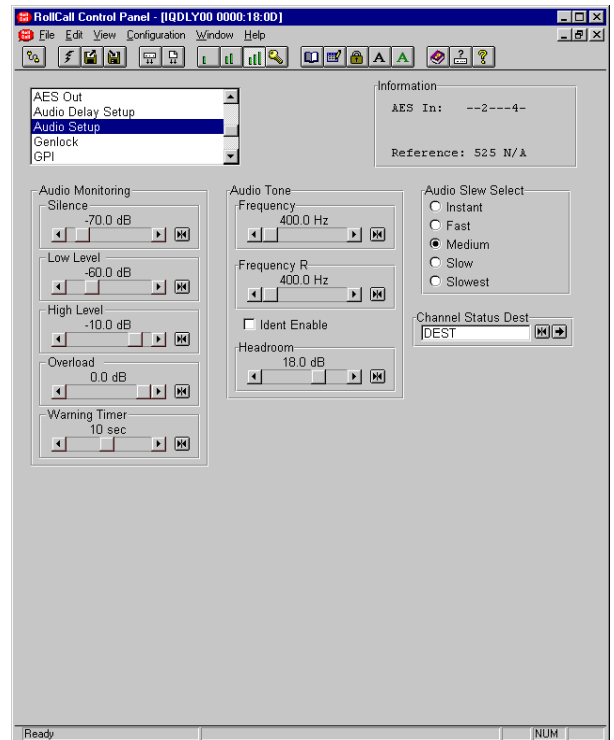 RollCall Control Panel - [IQDLY00 0000:18:0D]
File Edit View Configuration Window Help
A A
AES Out
Audio Delay Setup
Audio Setup
Genlock
GPI
Information
AES In: --2---4-
Reference: 525 N/A
Audio Monitoring
Silence
-70.0 dB
Low Level
-60.0 dB
High Level
-10.0 dB
Overload
0.0 dB
Warning Timer
10 sec
Audio Tone
Frequency
400.0 Hz
Frequency R
400.0 Hz
Ident Enable
Headroom
18.0 dB
Audio Slew Select
Instant
Fast
Medium
Slow
Slowest
Channel Status Dest
DEST
Ready
NUM